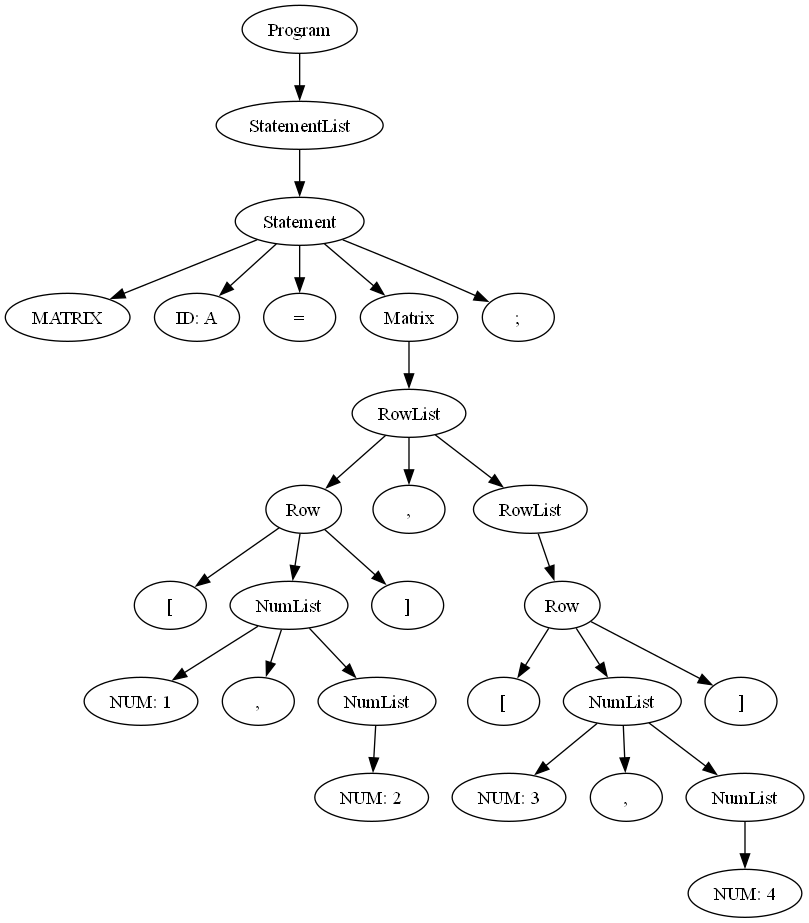 Program
StatementList
Statement
MATRIX
ID: A
=
Matrix
;
RowList
Row
,
RowList
[
NumList
]
Row
NUM: 1
,
NumList
[
NumList
]
NUM: 2
NUM: 3
,
NumList
NUM: 4